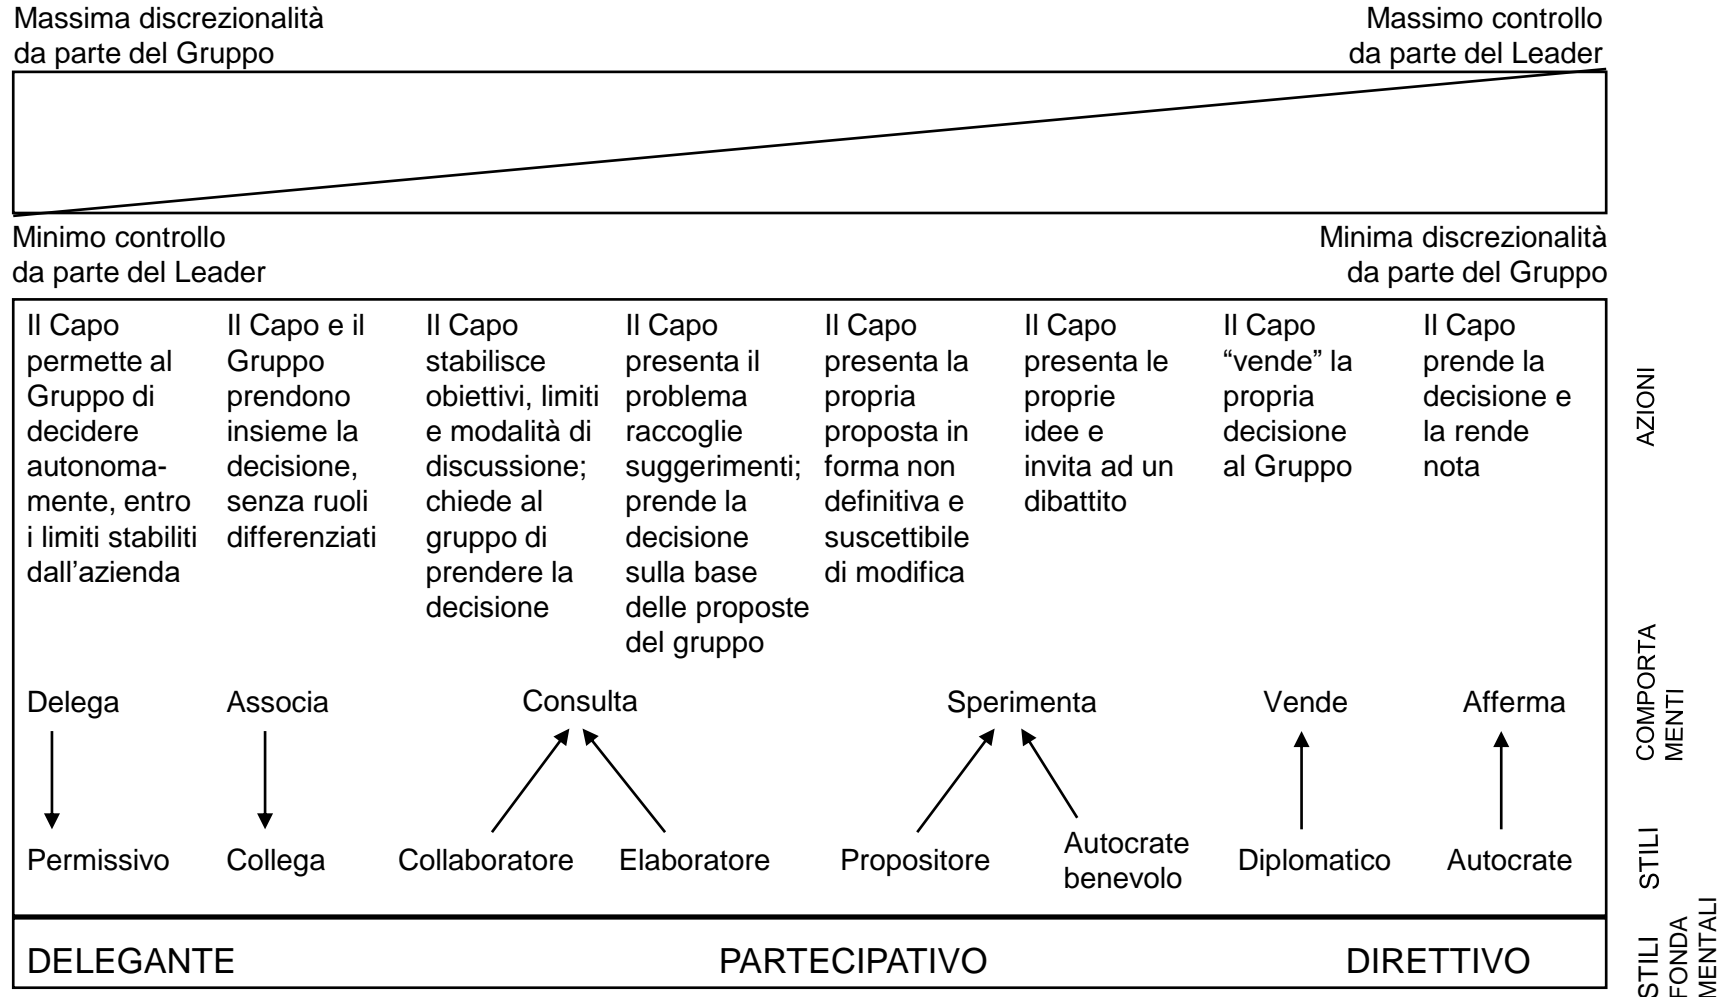 Massima discrezionalità
da parte del Gruppo
Massimo controllo
da parte del Leader
Minimo controllo
da parte del Leader
Minima discrezionalità
da parte del Gruppo
Il Capo
permette al
Gruppo di
decidere
autonoma-
mente, entro
i limiti stabiliti
dall'azienda
Il Capo e il
Gruppo
prendono
insieme la
decisione,
senza ruoli
differenziati
Il Capo
stabilisce
obiettivi, limiti
e modalità di
discussione;
chiede al
gruppo di
prendere la
decisione
Il Capo
presenta il
problema
raccoglie
suggerimenti;
prende la
decisione
sulla base
delle proposte
del gruppo
Il Capo
presenta la
propria
proposta in
forma non
definitiva e
suscettibile
di modifica
Il Capo
presenta le
proprie
idee e
invita ad un
dibattito
Il Capo
“vende” la
propria
decisione
al Gruppo
Il Capo
prende la
decisione e
la rende
nota
AZIONI
Delega
Associa
Consulta
Sperimenta
Vende
Afferma
COMPORTA
MENTI
Permissivo
Collega
Collaboratore
Elaboratore
Propositore
Autocrate
benevolo
Diplomatico
Autocrate
STILI
DELEGANTE
PARTECIPATIVO
DIRETTIVO
STILI
FONDA
MENTALI